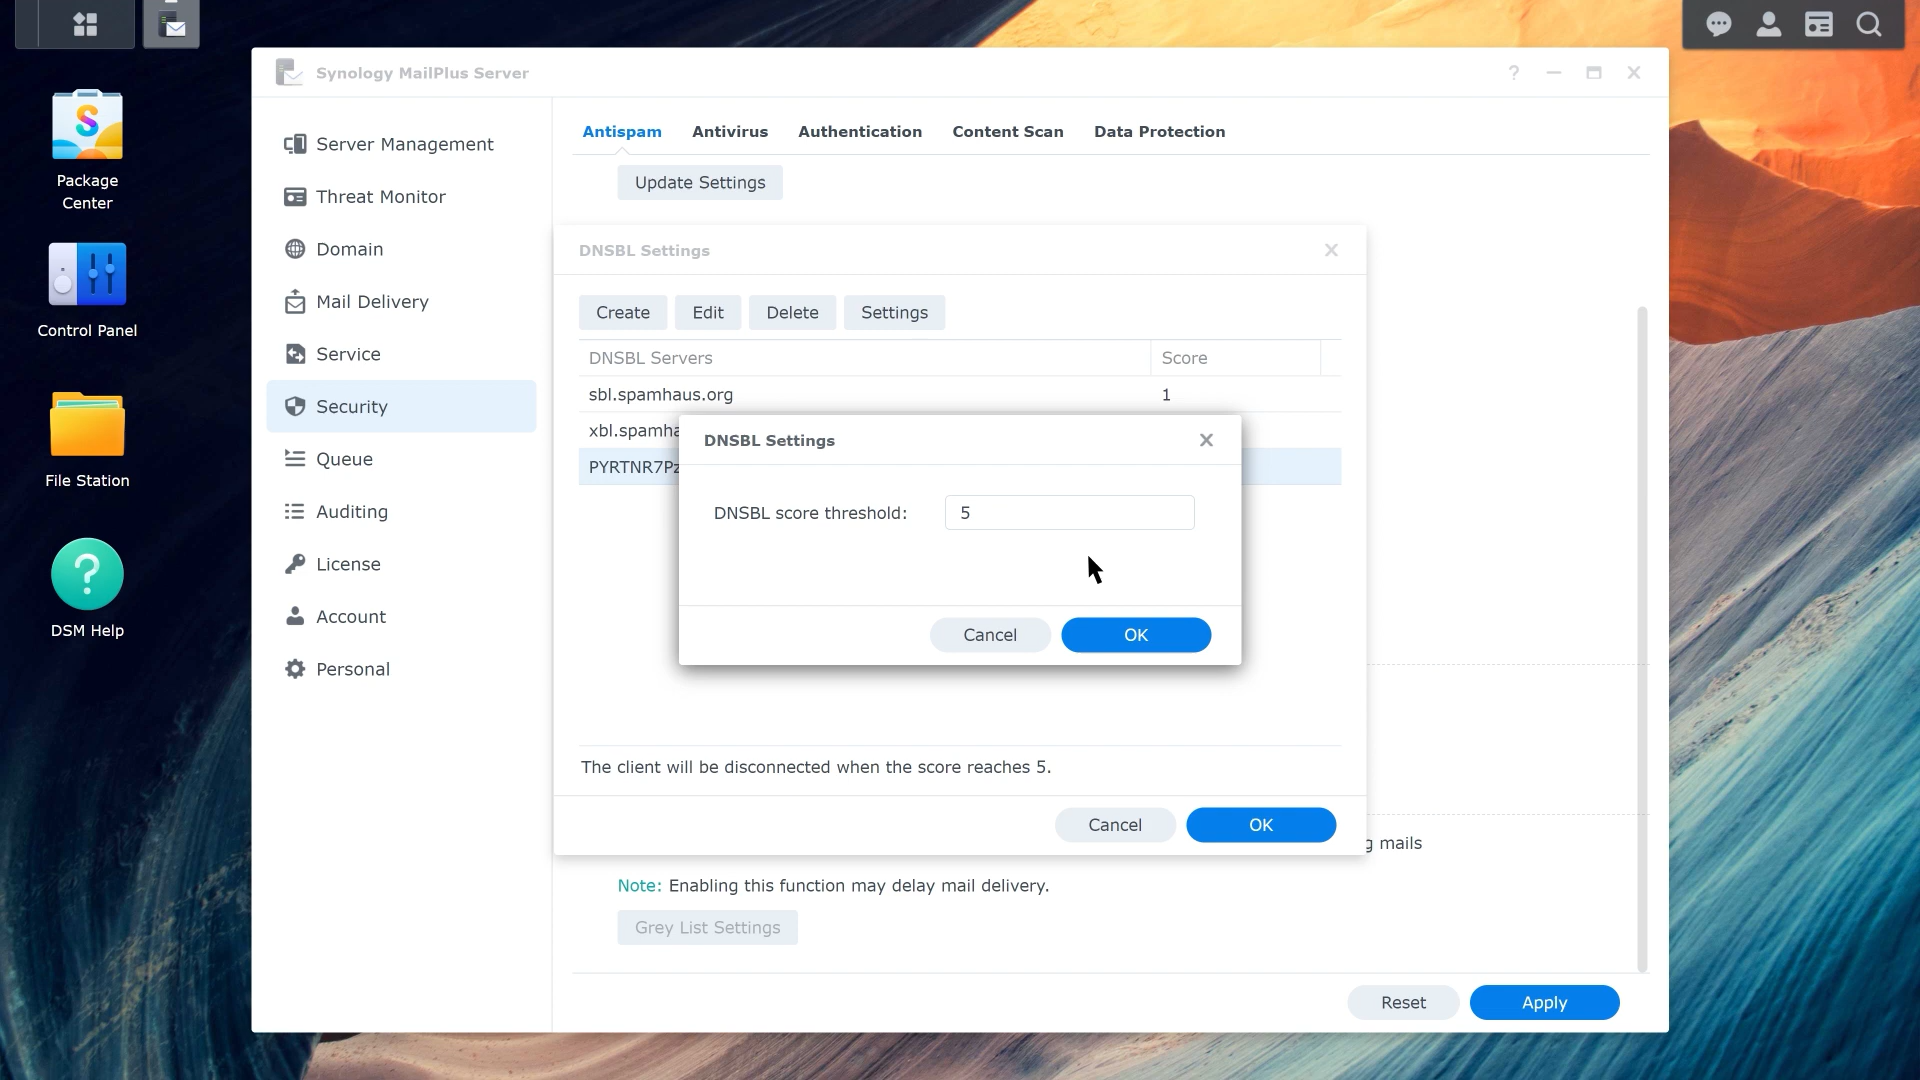 Package
Center
Control Panel
File Station
DSM Help
Synology MailPlus Server
Server Management
Threat Monitor
Domain
Mail Delivery
Service
Security
Queue
Auditing
License
Account
Personal
Antispam Antivirus Authentication Content Scan Data Protection
Update Settings
DNSBL Settings
Create Edit Delete Settings
DNSBL Servers Score
sbl.spamhaus.org 1
xbl.spamha
PYRTNR7Pz
DNSBL Settings
DNSBL score threshold: 5
Cancel OK
The client will be disconnected when the score reaches 5.
Cancel OK
g mails
Note: Enabling this function may delay mail delivery.
Grey List Settings
Reset Apply